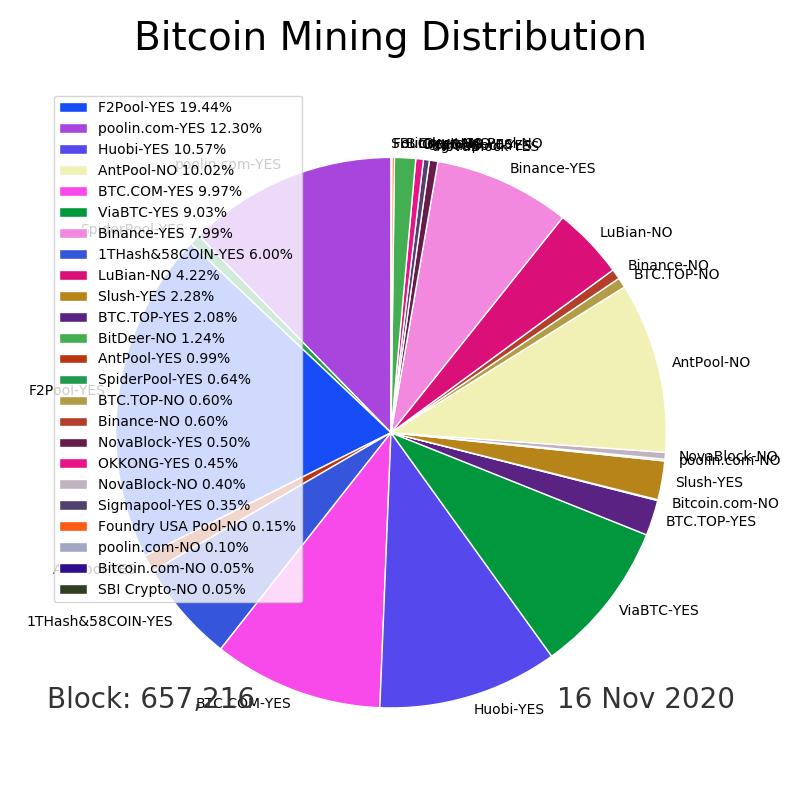 Bitcoin Mining Distribution
F2Pool-YES 19.44%
poolin.com-YES 12.30%
Huobi-YES 10.57%
AntPool-NO 10.02%
BTC.COM-YES 9.97%
ViaBTC-YES 9.03%
Binance-YES 7.99%
1THash&58COIN-YES 6.00%
LuBian-NO 4.22%
Slush-YES 2.28%
BTC.TOP-YES 2.08%
BitDeer-NO 1.24%
AntPool-YES 0.99%
SpiderPool-YES 0.64%
BTC.TOP-NO 0.60%
Binance-NO 0.60%
NovaBlock-YES 0.50%
OKKONG-YES 0.45%
NovaBlock-NO 0.40%
Sigmapool-YES 0.35%
Foundry USA Pool-NO 0.15%
poolin.com-NO 0.10%
Bitcoin.com-NO 0.05%
SBI Crypto-NO 0.05%
poolin.com-YES
SpiderPool-YES
F2Pool-YES
1THash&58COIN-YES
BTC.COM-YES
Huobi-YES
ViaBTC-YES
BTC.TOP-YES
Bitcoin.com-NO
Slush-YES
poolin.com-NO
NovaBlock-NO
AntPool-NO
BTC.TOP-NO
Binance-NO
LuBian-NO
Binance-YES
Block: 657,216
16 Nov 2020